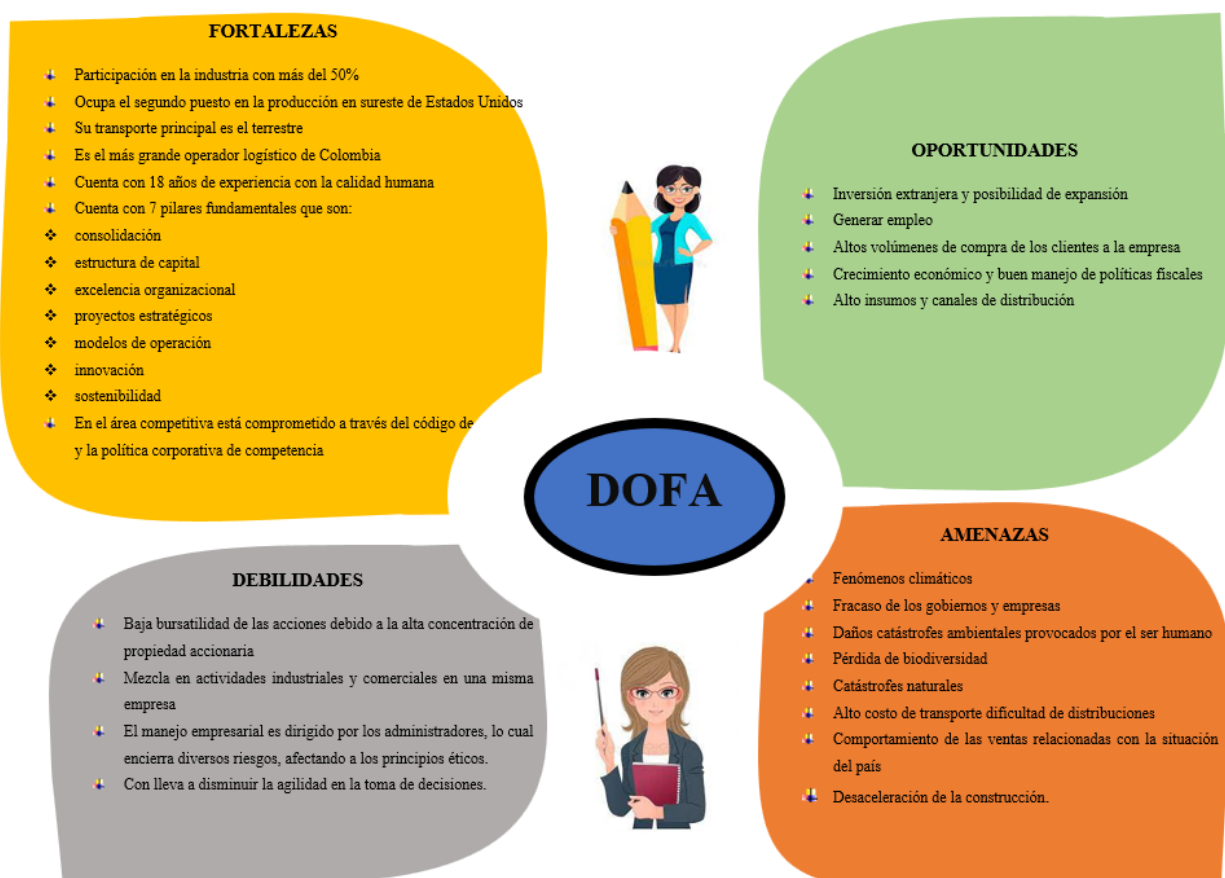 FORTALEZAS
Participación en la industria con más del 50%
Ocupa el segundo puesto en la producción en sureste de Estados Unidos
Su transporte principal es el terrestre
Es el más grande operador logístico de Colombia
Cuenta con 18 años de experiencia con la calidad humana
Cuenta con 7 pilares fundamentales que son:
consolidación
estructura de capital
excelencia organizacional
proyectos estratégicos
modelos de operación
innovación
sostenibilidad
En el área competitiva está comprometido a través del código de
y la política corporativa de competencia
OPORTUNIDADES
Inversión extranjera y posibilidad de expansión
Generar empleo
Altos volúmenes de compra de los clientes a la empresa
Crecimiento económico y buen manejo de políticas fiscales
Alto insumos y canales de distribución
DOFA
DEBILIDADES
Baja bursatilidad de las acciones debido a la alta concentración de
propiedad accionaria
Mezcla en actividades industriales y comerciales en una misma
empresa
El manejo empresarial es dirigido por los administradores, lo cual
encierra diversos riesgos, afectando a los principios éticos.
Con lleva a disminuir la agilidad en la toma de decisiones.
AMENAZAS
Fenómenos climáticos
Fracaso de los gobiernos y empresas
Daños catástrofes ambientales provocados por el ser humano
Pérdida de biodiversidad
Catástrofes naturales
Alto costo de transporte dificultad de distribuciones
Comportamiento de las ventas relacionadas con la situación
del país
Desaceleración de la construcción.